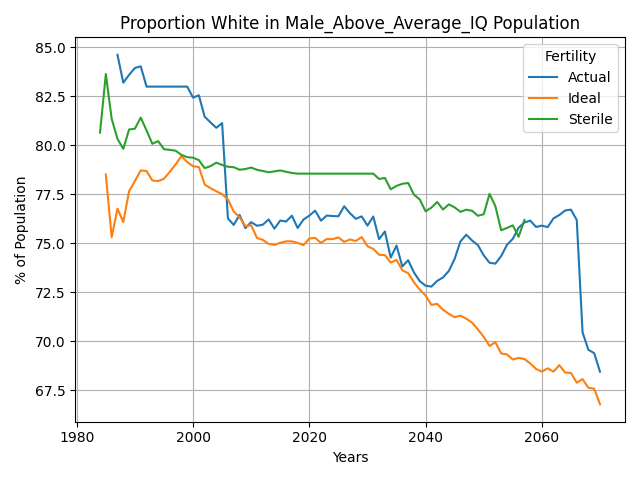 Proportion White in Male_Above_Average_IQ Population
Fertility
Actual
Ideal
Sterile
% of Population
85.0
82.5
80.0
77.5
75.0
72.5
70.0
67.5
1980
2000
2020
2040
2060
Years